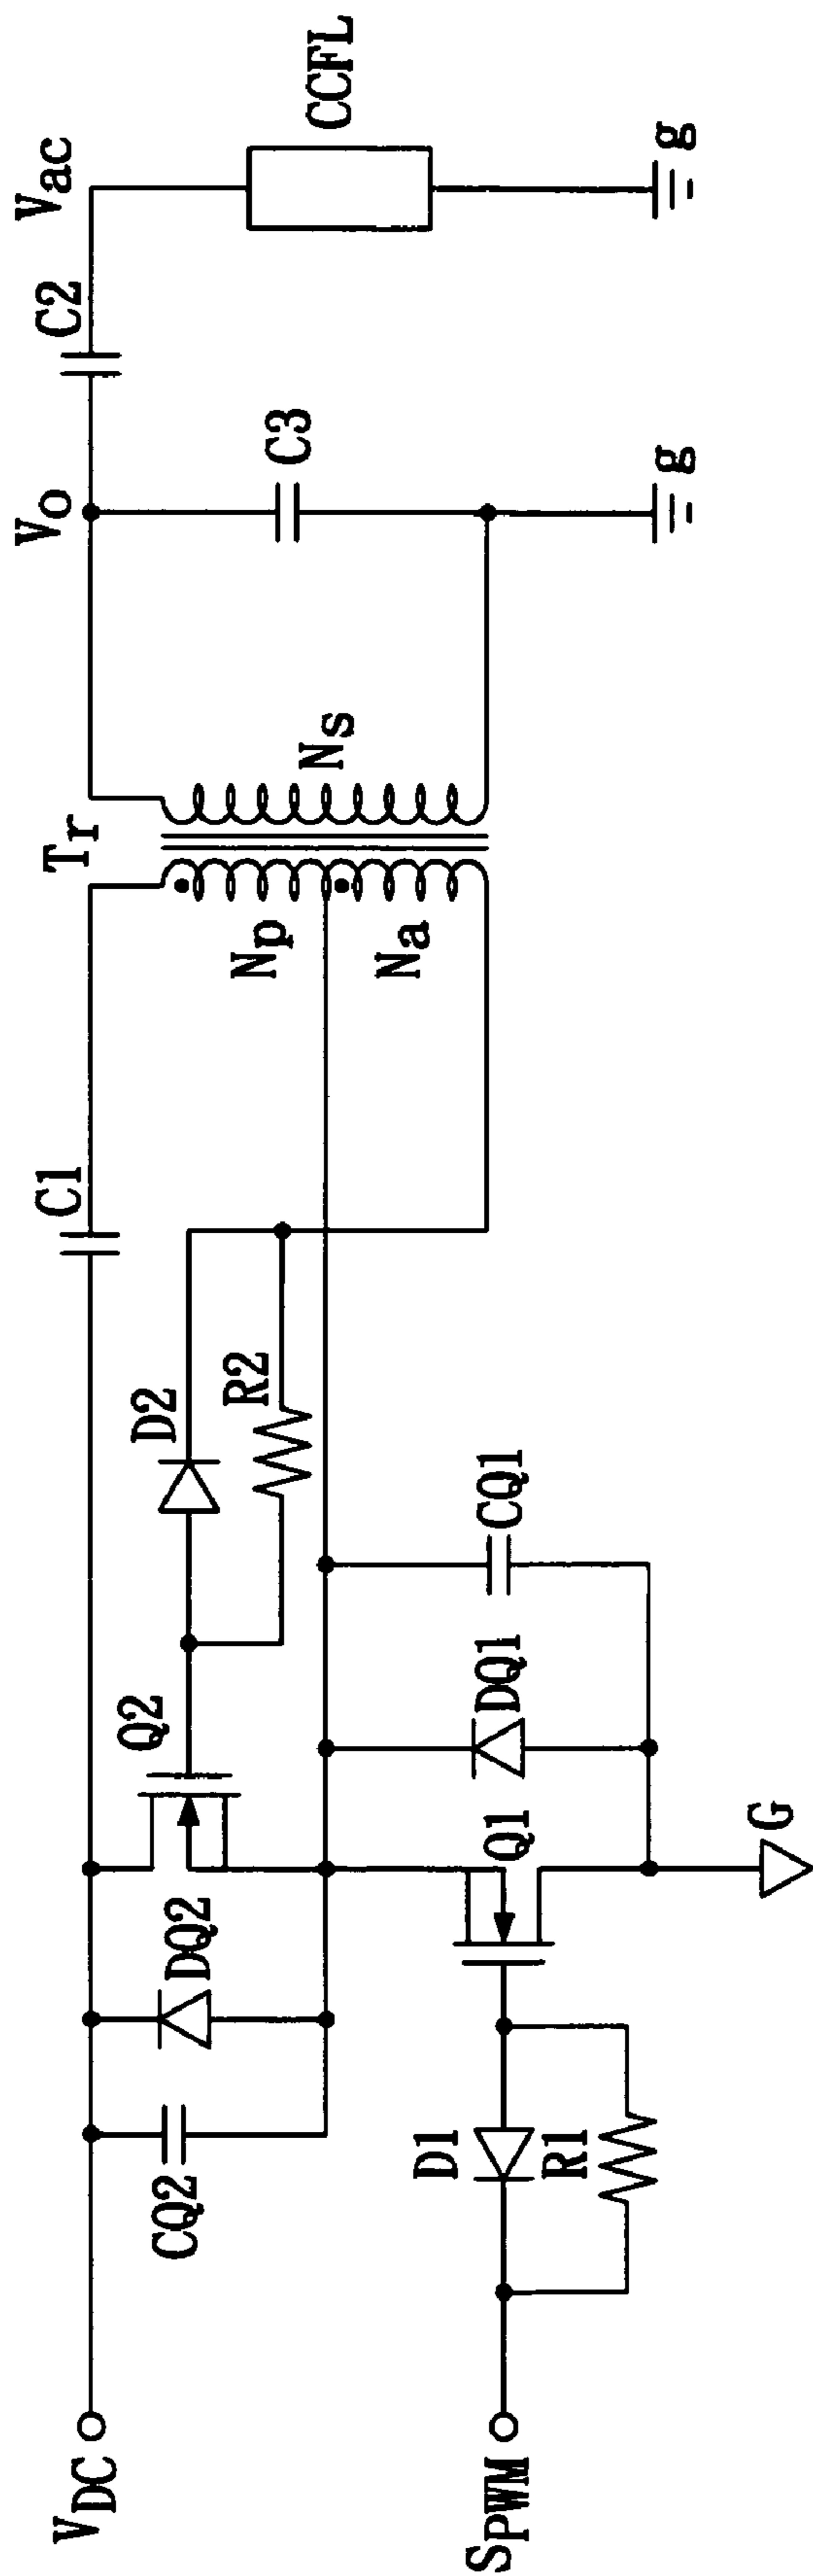 VDC
CQ2
DQ2
Q2
D2
R2
C1
Tr
Np
Na
Ns
Vo
C3
C2
Vac
CCFL
g
g
SPWM
D1
R1
Q1
DQ1
CQ1
G